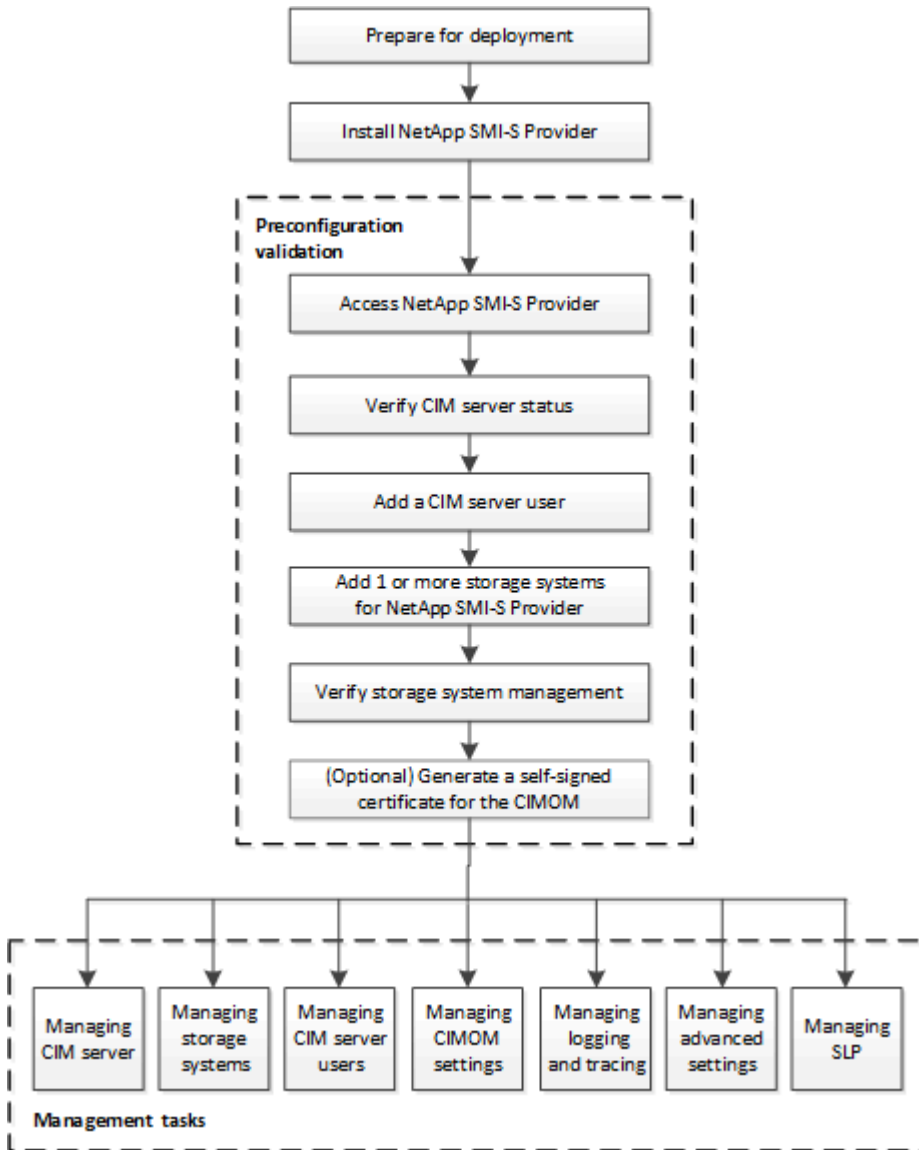 Prepare for deployment
Install NetApp SMI-S Provider
Preconfiguration
validation
Access NetApp SMI-S Provider
Verify CIM server status
Add a CIM server user
Add 1 or more storage systems
for NetApp SMI-S Provider
Verify storage system management
(Optional) Generate a self-signed
certificate for the CIMOM
Managing
CIM server
Managing
storage
systems
Managing
CIM server
users
Managing
CIMOM
settings
Managing
logging
and tracing
Managing
advanced
settings
Managing
SLP
Management tasks